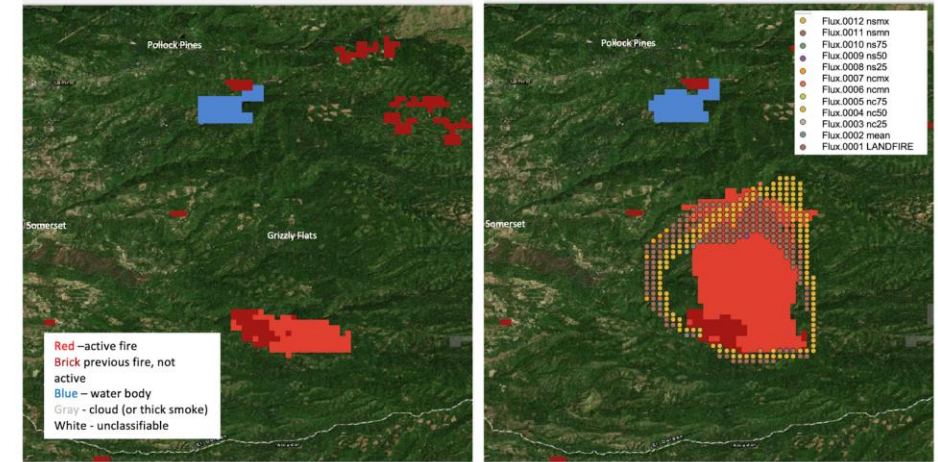 Pollock Pines
Somerset
Grizzly Flats
Red –active fire
Brick previous fire, not
active
Blue – water body
Gray - cloud (or thick smoke)
White - unclassifiable
Pollock Pines
Somerset
Flux.0012 nsmx
Flux.0011 nsmn
Flux.0010 ns75
Flux.0009 ns50
Flux.0008 ns25
Flux.0007 ncmx
Flux.0006 ncmn
Flux.0005 nc75
Flux.0004 nc50
Flux.0003 nc25
Flux.0002 mean
Flux.0001 LANDFIRE